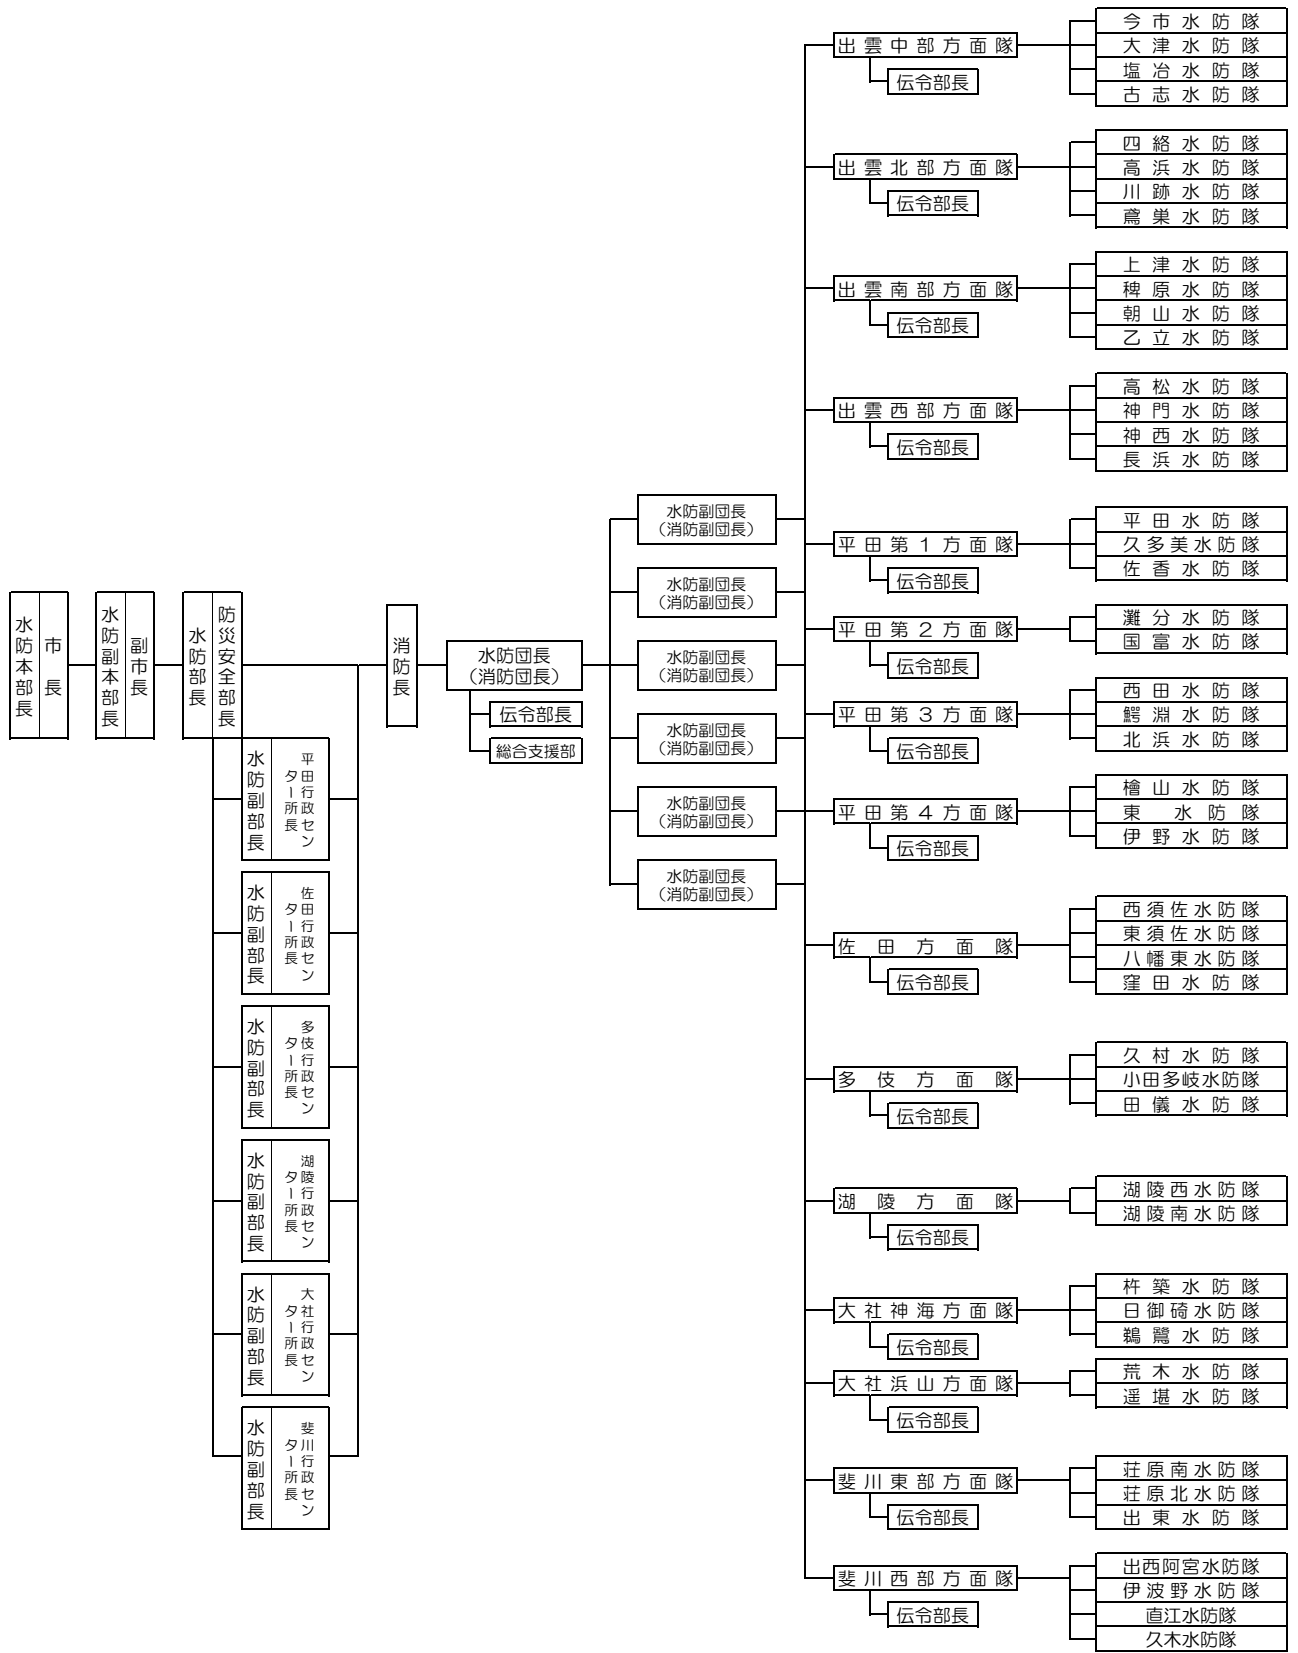 水防本部長
市長
水防副本部長
副市長
水防部長
防災安全部長
水防副部長
平田行政センター所長
水防副部長
佐田行政センター所長
水防副部長
多伎行政センター所長
水防副部長
湖陵行政センター所長
水防副部長
大社行政センター所長
水防副部長
斐川行政センター所長
消防長
水防団長
（消防団長）
伝令部長
総合支援部
水防副団長
（消防副団長）
水防副団長
（消防副団長）
水防副団長
（消防副団長）
水防副団長
（消防副団長）
水防副団長
（消防副団長）
水防副団長
（消防副団長）
出雲中部方面隊
伝令部長
今市水防隊
大津水防隊
塩冶水防隊
古志水防隊
出雲北部方面隊
伝令部長
四絡水防隊
高浜水防隊
川跡水防隊
鳶巣水防隊
出雲南部方面隊
伝令部長
上津水防隊
稗原水防隊
朝山水防隊
乙立水防隊
出雲西部方面隊
伝令部長
高松水防隊
神門水防隊
神西水防隊
長浜水防隊
平田第１方面隊
伝令部長
平田水防隊
久多美水防隊
佐香水防隊
平田第２方面隊
伝令部長
灘分水防隊
国富水防隊
平田第３方面隊
伝令部長
西田水防隊
鰐淵水防隊
北浜水防隊
平田第４方面隊
伝令部長
檜山水防隊
東水防隊
伊野水防隊
佐田方面隊
伝令部長
西須佐水防隊
東須佐水防隊
八幡東水防隊
窪田水防隊
多伎方面隊
伝令部長
久村水防隊
小田多岐水防隊
田儀水防隊
湖陵方面隊
伝令部長
湖陵西水防隊
湖陵南水防隊
大社神海方面隊
伝令部長
杵築水防隊
日御碕水防隊
鵜鷺水防隊
大社浜山方面隊
伝令部長
荒木水防隊
遥堪水防隊
斐川東部方面隊
伝令部長
荘原南水防隊
荘原北水防隊
出東水防隊
斐川西部方面隊
伝令部長
出西阿宮水防隊
伊波野水防隊
直江水防隊
久木水防隊